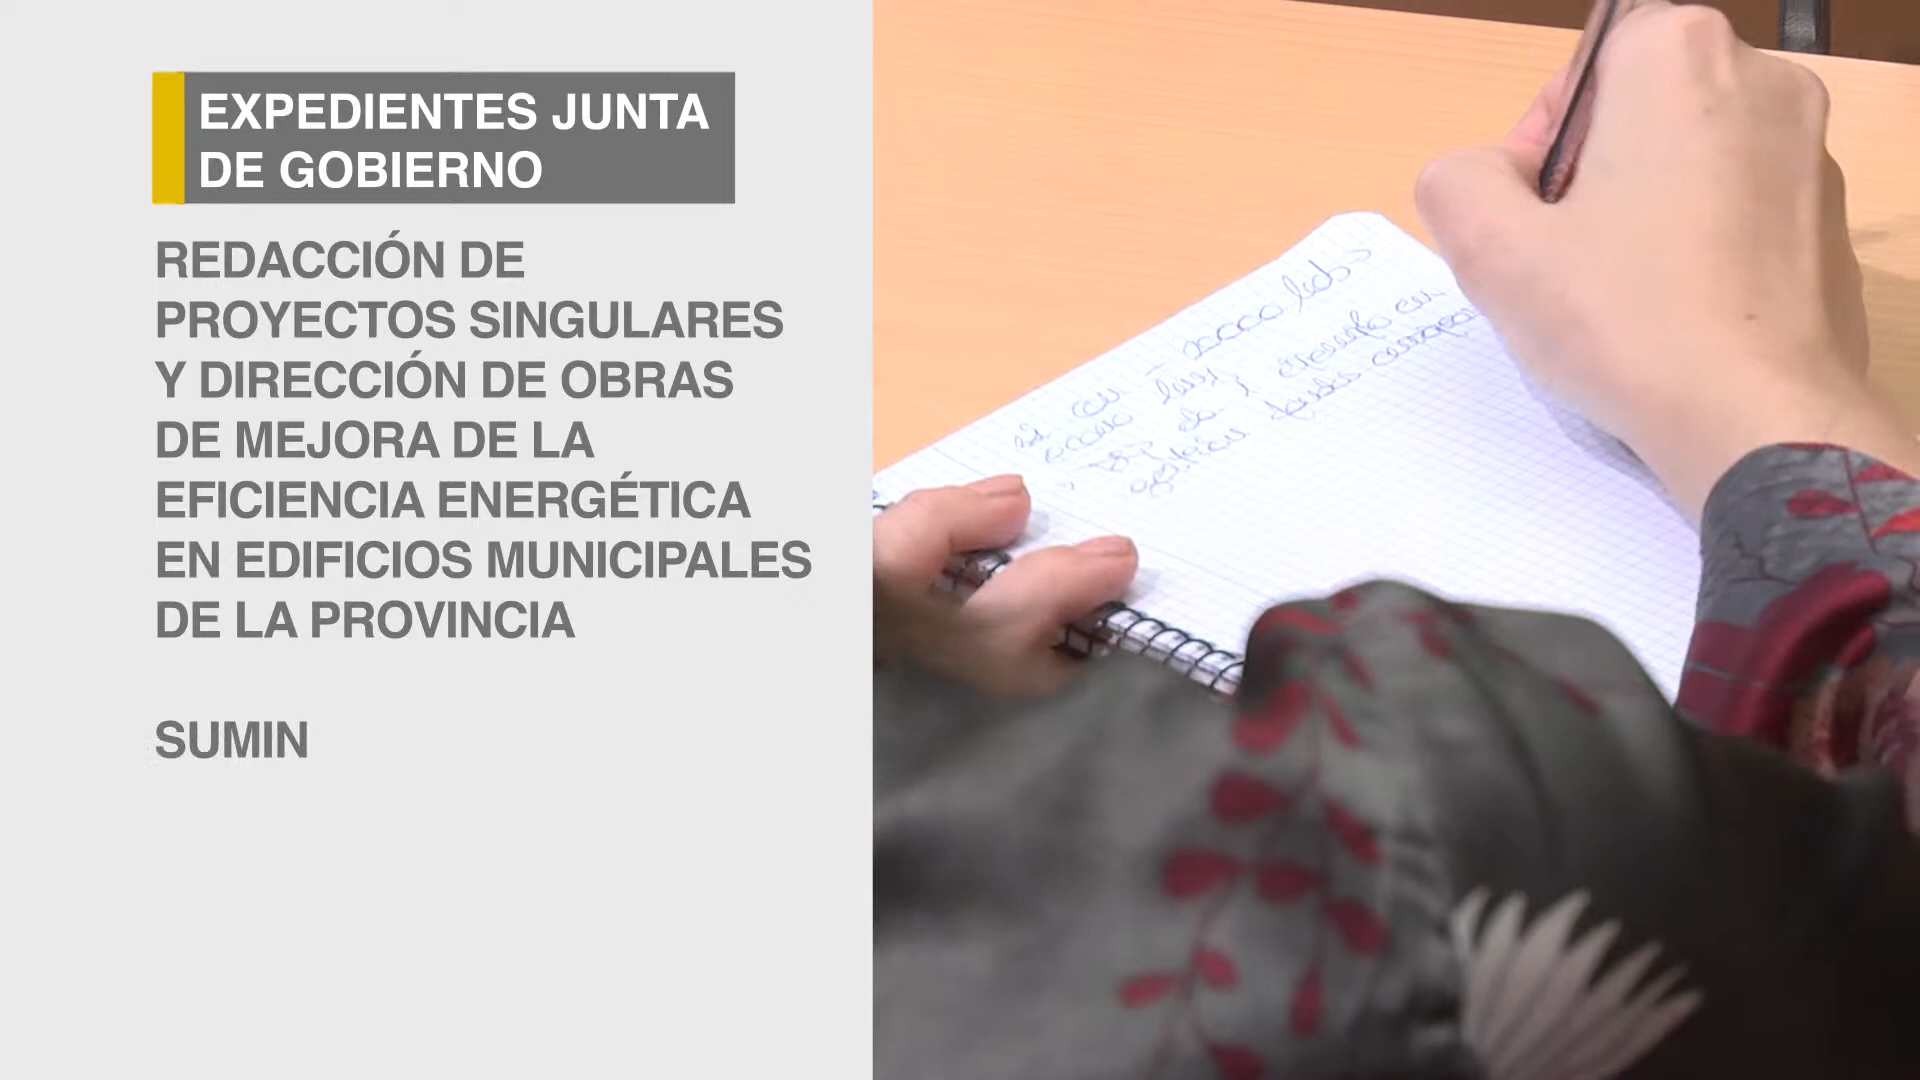 EXPEDIENTES JUNTA
DE GOBIERNO
REDACCIÓN DE
PROYECTOS SINGULARES
Y DIRECCIÓN DE OBRAS
DE MEJORA DE LA
EFICIENCIA ENERGÉTICA
EN EDIFICIOS MUNICIPALES
DE LA PROVINCIA
SUMIN